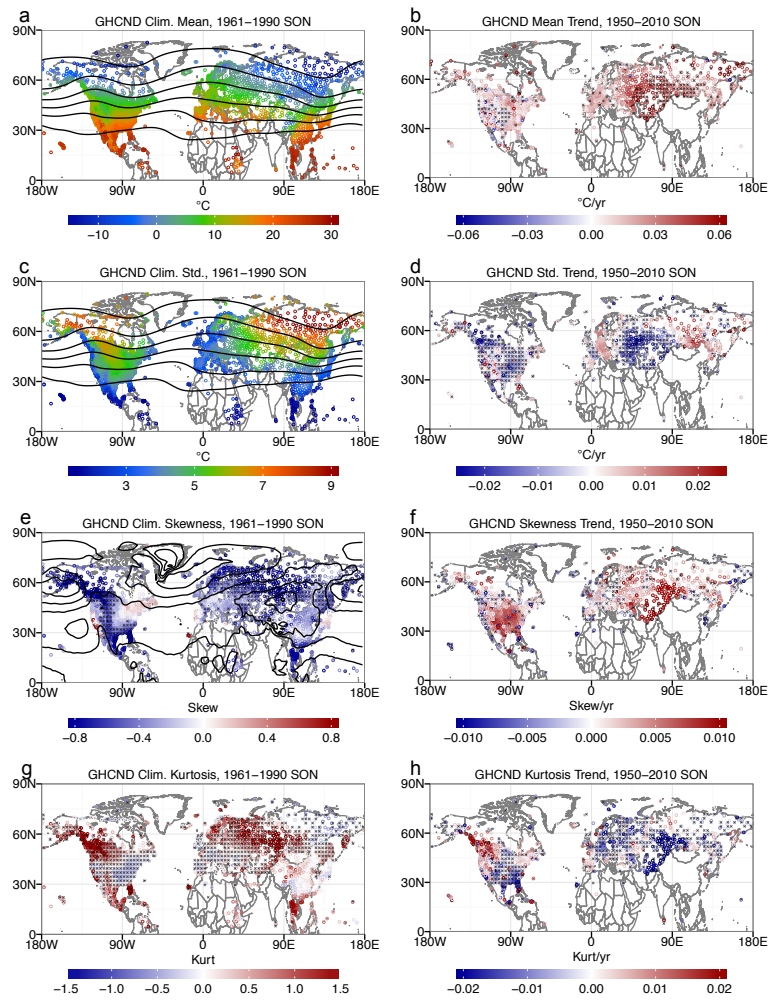 a
GHCND Clim. Mean, 1961−1990 SON
90N
60N
30N
0
180W 90W 0 90E 180E
°C
−10 0 10 20 30
b
GHCND Mean Trend, 1950−2010 SON
90N
60N
30N
0
180W 90W 0 90E 180E
°C/yr
−0.06 −0.03 0.00 0.03 0.06
c
GHCND Clim. Std., 1961−1990 SON
90N
60N
30N
0
180W 90W 0 90E 180E
°C
3 5 7 9
d
GHCND Std. Trend, 1950−2010 SON
90N
60N
30N
0
180W 90W 0 90E 180E
°C/yr
−0.02 −0.01 0.00 0.01 0.02
e
GHCND Clim. Skewness, 1961−1990 SON
90N
60N
30N
0
180W 90W 0 90E 180E
Skew
−0.8 −0.4 0.0 0.4 0.8
f
GHCND Skewness Trend, 1950−2010 SON
90N
60N
30N
0
180W 90W 0 90E 180E
Skew/yr
−0.010 −0.005 0.000 0.005 0.010
g
GHCND Clim. Kurtosis, 1961−1990 SON
90N
60N
30N
0
180W 90W 0 90E 180E
Kurt
−1.5 −1.0 −0.5 0.0 0.5 1.0 1.5
h
GHCND Kurtosis Trend, 1950−2010 SON
90N
60N
30N
0
180W 90W 0 90E 180E
Kurt/yr
−0.02 −0.01 0.00 0.01 0.02